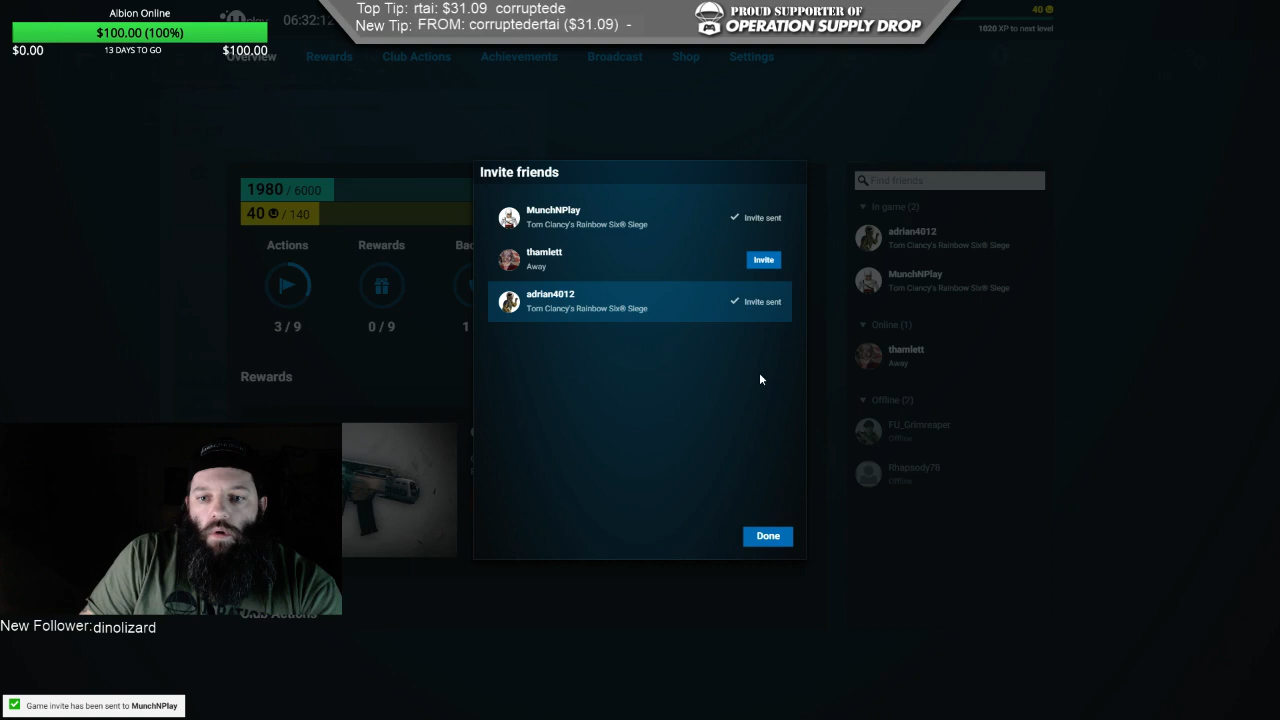 Albion Online
$100.00 (100%)
$0.00 13 DAYS TO GO $100.00
uplay 06:32:12
Top Tip: rtai: $31.09 corruptede
New Tip: FROM: corruptedertai ($31.09) -
PROUD SUPPORTER OF
OPERATION SUPPLY DROP
40
1020 XP to next level
Overview Rewards Club Actions Achievements Broadcast Shop Settings
1980 / 6000
40 / 140
Actions Rewards Bac
3 / 9 0 / 9 1
Rewards
Invite friends
MunchNPlay
Tom Clancy's Rainbow Six® Siege
Invite sent
thamlett
Away
Invite
adrian4012
Tom Clancy's Rainbow Six® Siege
Invite sent
Done
Find friends
In game (2)
adrian4012
Tom Clancy's Rainbow Six® Siege
MunchNPlay
Tom Clancy's Rainbow Six® Siege
Online (1)
thamlett
Away
Offline (2)
FU_Grimreaper
Offline
Rhapsody78
Offline
Club Actions
New Follower: dinolizard
Game invite has been sent to MunchNPlay